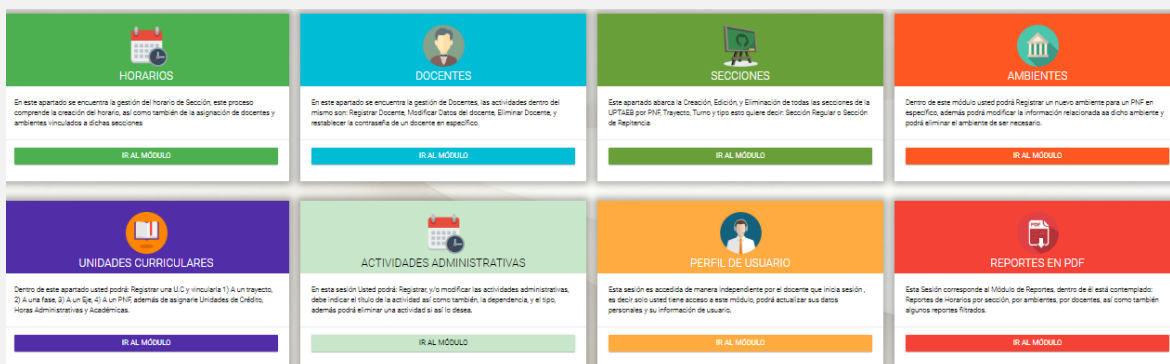 HORARIOS
En este apartado se encuentra la gestión del horario de Sección, este proceso
comprende la creación del horario, así como también de la asignación de docentes y
ambientes vinculados a dichas secciones
IR AL MÓDULO
DOCENTES
En este apartado se encuentra la gestión de Docentes, las actividades dentro del
mismo son: Registrar Docente, Modificar Datos del docente, Eliminar Docente, y
restablecer la contraseña de un docente en específico.
IR AL MÓDULO
SECCIONES
Este apartado abarca la Creación, Edición, y Eliminación de todas las secciones de la
UPTAEB por PNF, Trayecto, Turno y tipo esto quiere decir: Sección Regular o Sección
de Repitencia
IR AL MÓDULO
AMBIENTES
Dentro de este módulo usted podrá Registrar un nuevo ambiente para un PNF en
específico, además podrá modificar la información relacionada aa dicho ambiente y
podrá eliminar el ambiente de ser necesario.
IR AL MÓDULO
UNIDADES CURRICULARES
Dentro de este apartado usted podrá: Registrar una U.C y vincularla 1) A un trayecto,
2) A una fase, 3) A un Eje, 4) A un PNF, además de asignarle Unidades de Crédito,
Horas Administrativas y Académicas.
IR AL MÓDULO
ACTIVIDADES ADMINISTRATIVAS
En esta sesión Usted podrá: Registrar, y/o modificar las actividades administrativas,
debe indicar el título de la actividad así como también, la dependencia, y el tipo,
además podrá eliminar una actividad si así lo desea.
IR AL MÓDULO
PERFIL DE USUARIO
Esta sesión es accedida de manera independiente por el docente que inicia sesión ,
es decir solo usted tiene acceso a este módulo, podrá actualizar sus datos
personales y su información de usuario.
IR AL MÓDULO
PDF
REPORTES EN PDF
Esta Sesión corresponde al Módulo de Reportes, dentro de él está contemplado:
Reportes de Horarios por sección, por ambientes, por docentes, así como también
algunos reportes filtrados.
IR AL MÓDULO